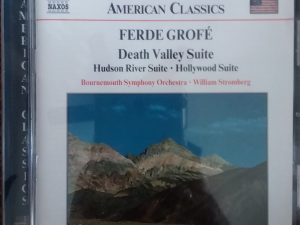 NAXOS
AMERICAN CLASSICS
FERDE GROFÉ
Death Valley Suite
Hudson River Suite • Hollywood Suite
Bournemouth Symphony Orchestra • William Stromberg
AMERICAN CLASSICS